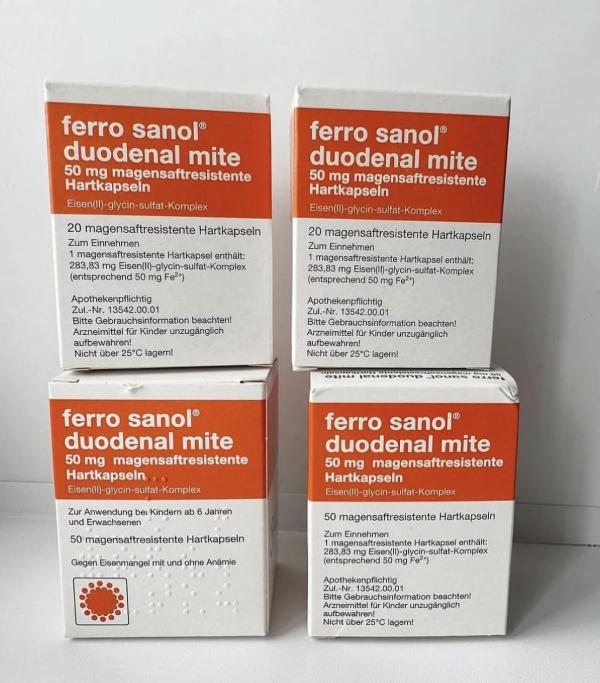 ferro sanol®
duodenal mite
50 mg magensaftresistente
Hartkapseln
Eisen(II)-glycin-sulfat-Komplex
20 magensaftresistente Hartkapseln
Zum Einnehmen
1 magensaftresistente Hartkapsel enthält:
283,83 mg Eisen(II)-glycin-sulfat-Komplex
(entsprechend 50 mg Fe²⁺)
Apothekenpflichtig
Zul.-Nr. 13542.00.01
Bitte Gebrauchsinformation beachten!
Arzneimittel für Kinder unzugänglich
aufbewahren!
Nicht über 25°C lagern!
ferro sanol®
duodenal mite
50 mg magensaftresistente
Hartkapseln
Eisen(II)-glycin-sulfat-Komplex
20 magensaftresistente Hartkapseln
Zum Einnehmen
1 magensaftresistente Hartkapsel enthält:
283,83 mg Eisen(II)-glycin-sulfat-Komplex
(entsprechend 50 mg Fe²⁺)
Apothekenpflichtig
Zul.-Nr. 13542.00.01
Bitte Gebrauchsinformation beachten!
Arzneimittel für Kinder unzugänglich
aufbewahren!
Nicht über 25°C lagern!
ferro sanol®
duodenal mite
50 mg magensaftresistente
Hartkapseln
Eisen(II)-glycin-sulfat-Komplex
Zur Anwendung bei Kindern ab 6 Jahren
und Erwachsenen
50 magensaftresistente Hartkapseln
Gegen Eisenmangel mit und ohne Anämie
ferro sanol® duodenal mite
50 mg magensaftresistente Hartkapseln
ferro sanol®
duodenal mite
50 mg magensaftresistente
Hartkapseln
Eisen(II)-glycin-sulfat-Komplex
50 magensaftresistente Hartkapseln
Zum Einnehmen
1 magensaftresistente Hartkapsel enthält:
283,83 mg Eisen(II)-glycin-sulfat-Komplex
(entsprechend 50 mg Fe²⁺)
Apothekenpflichtig
Zul.-Nr. 13542.00.01
Bitte Gebrauchsinformation beachten!
Arzneimittel für Kinder unzugänglich
aufbewahren!
Nicht über 25°C lagern!